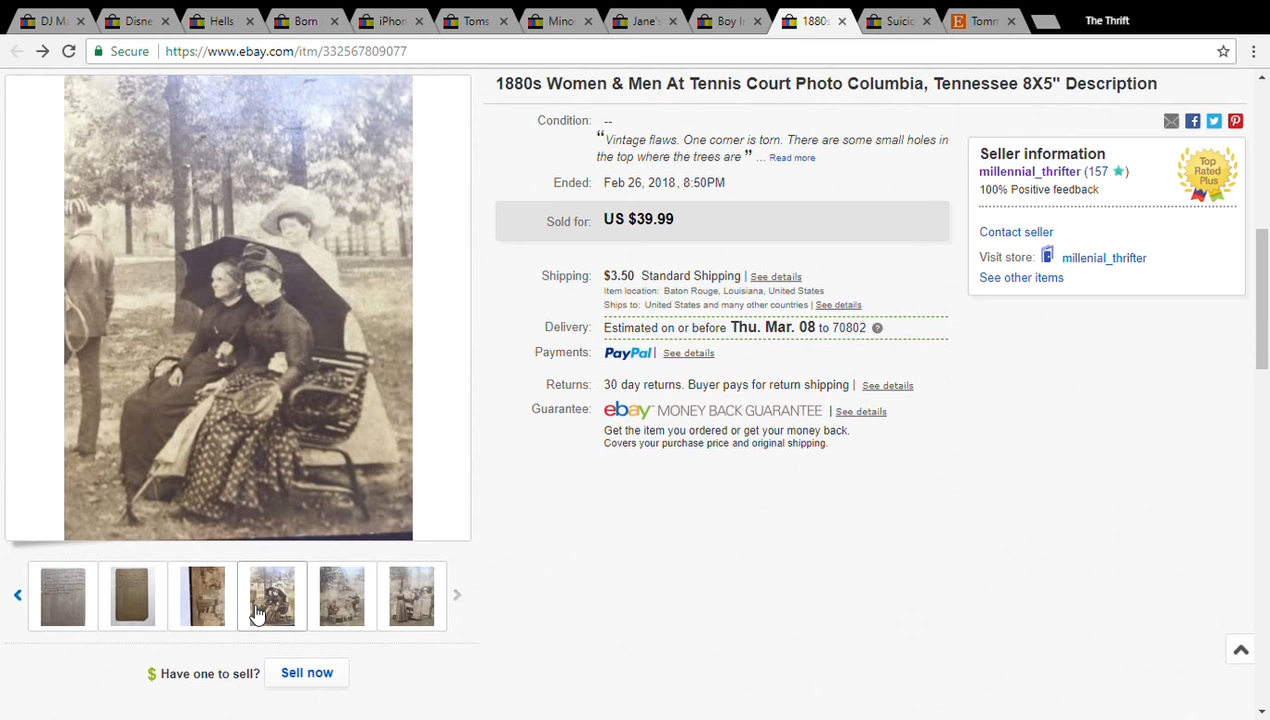 DJ M
Disne
Hells
Born
iPhon
Toms
Mino
Jane's
Boy I
1880s
Suici
Tomm
The Thrift
Secure
https://www.ebay.com/itm/332567809077
1880s Women & Men At Tennis Court Photo Columbia, Tennessee 8X5" Description
Condition: --
“Vintage flaws. One corner is torn. There are some small holes in
the top where the trees are ” ... Read more
Ended: Feb 26, 2018 , 8:50PM
Sold for: US $39.99
Shipping: $3.50 Standard Shipping | See details
Item location: Baton Rouge, Louisiana, United States
Ships to: United States and many other countries | See details
Delivery: Estimated on or before Thu. Mar. 08 to 70802 ?
Payments: PayPal | See details
Returns: 30 day returns. Buyer pays for return shipping | See details
Guarantee: ebay MONEY BACK GUARANTEE | See details
Get the item you ordered or get your money back.
Covers your purchase price and original shipping.
Seller information
millennial_thrifter (157 ★)
100% Positive feedback
Top
Rated
Plus
Contact seller
Visit store: millenial_thrifter
See other items
$ Have one to sell? Sell now